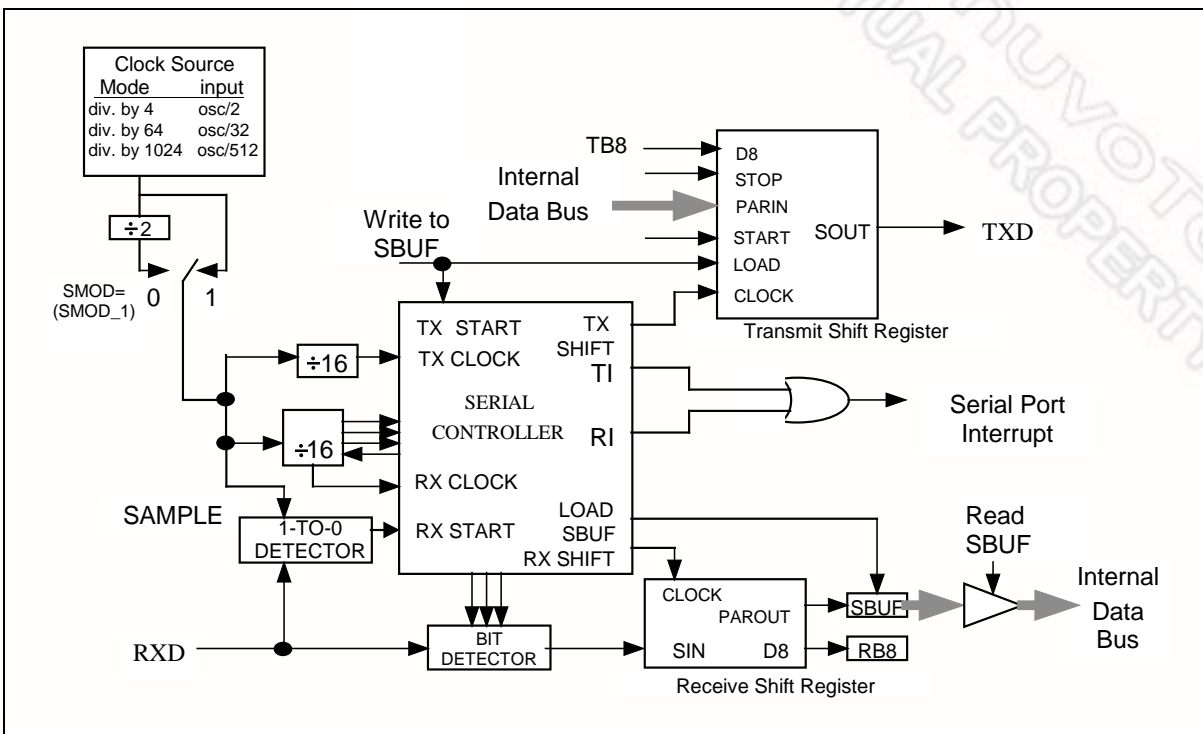 Clock Source
Mode input
div. by 4 osc/2
div. by 64 osc/32
div. by 1024 osc/512
÷2
SMOD=
(SMOD_1)
0 1
Write to
SBUF
TB8
Internal
Data Bus
D8
STOP
PARIN
START
LOAD
CLOCK
SOUT
TXD
Transmit Shift Register
÷16
÷16
TX START
TX CLOCK
SERIAL
CONTROLLER
RX CLOCK
RX START
TX
SHIFT
TI
RI
LOAD
SBUF
RX SHIFT
Serial Port
Interrupt
SAMPLE
1-TO-0
DETECTOR
RXD
BIT
DETECTOR
CLOCK
PAROUT
SIN D8
Receive Shift Register
SBUF
RB8
Read
SBUF
Internal
Data
Bus
nuvoTo
TUAL PROPERTY